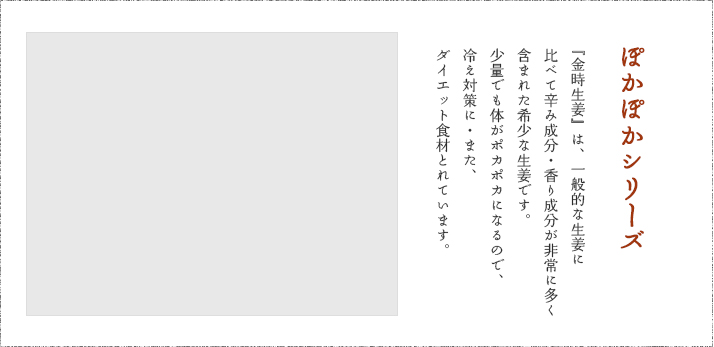 ぽかぽかシリーズ
『金時生姜』は、一般的な生姜に
比べて辛み成分・香り成分が非常に多く
含まれた希少な生姜です。
少量でも体がポカポカになるので、
冷え対策に・また、
ダイエット食材とれています。